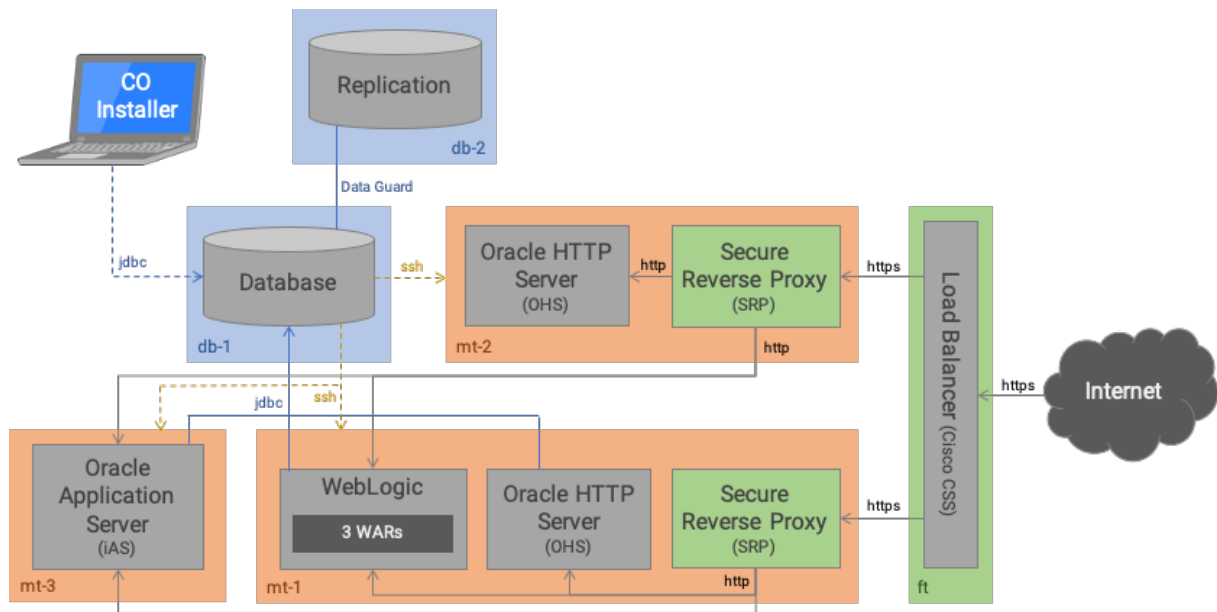 CO
Installer
Replication
db-2
Data Guard
jdbc
Database
db-1
ssh
Oracle HTTP
Server
(OHS)
http
Secure
Reverse Proxy
(SRP)
mt-2
http
https
Load Balancer (Cisco CSS)
https
Internet
jdbc
ssh
Oracle
Application
Server
(iAS)
mt-3
WebLogic
3 WARs
Oracle HTTP
Server
(OHS)
Secure
Reverse Proxy
(SRP)
https
http
mt-1
ft